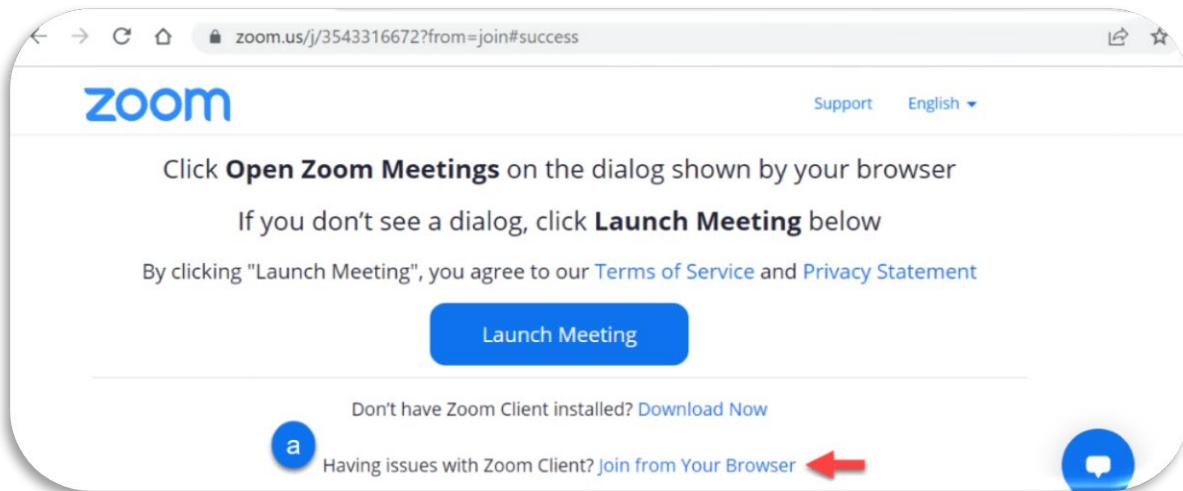 zoom.us/j/3543316672?from=join#success
zoom
Support English
Click Open Zoom Meetings on the dialog shown by your browser
If you don't see a dialog, click Launch Meeting below
By clicking "Launch Meeting", you agree to our Terms of Service and Privacy Statement
Launch Meeting
Don't have Zoom Client installed? Download Now
a
Having issues with Zoom Client? Join from Your Browser